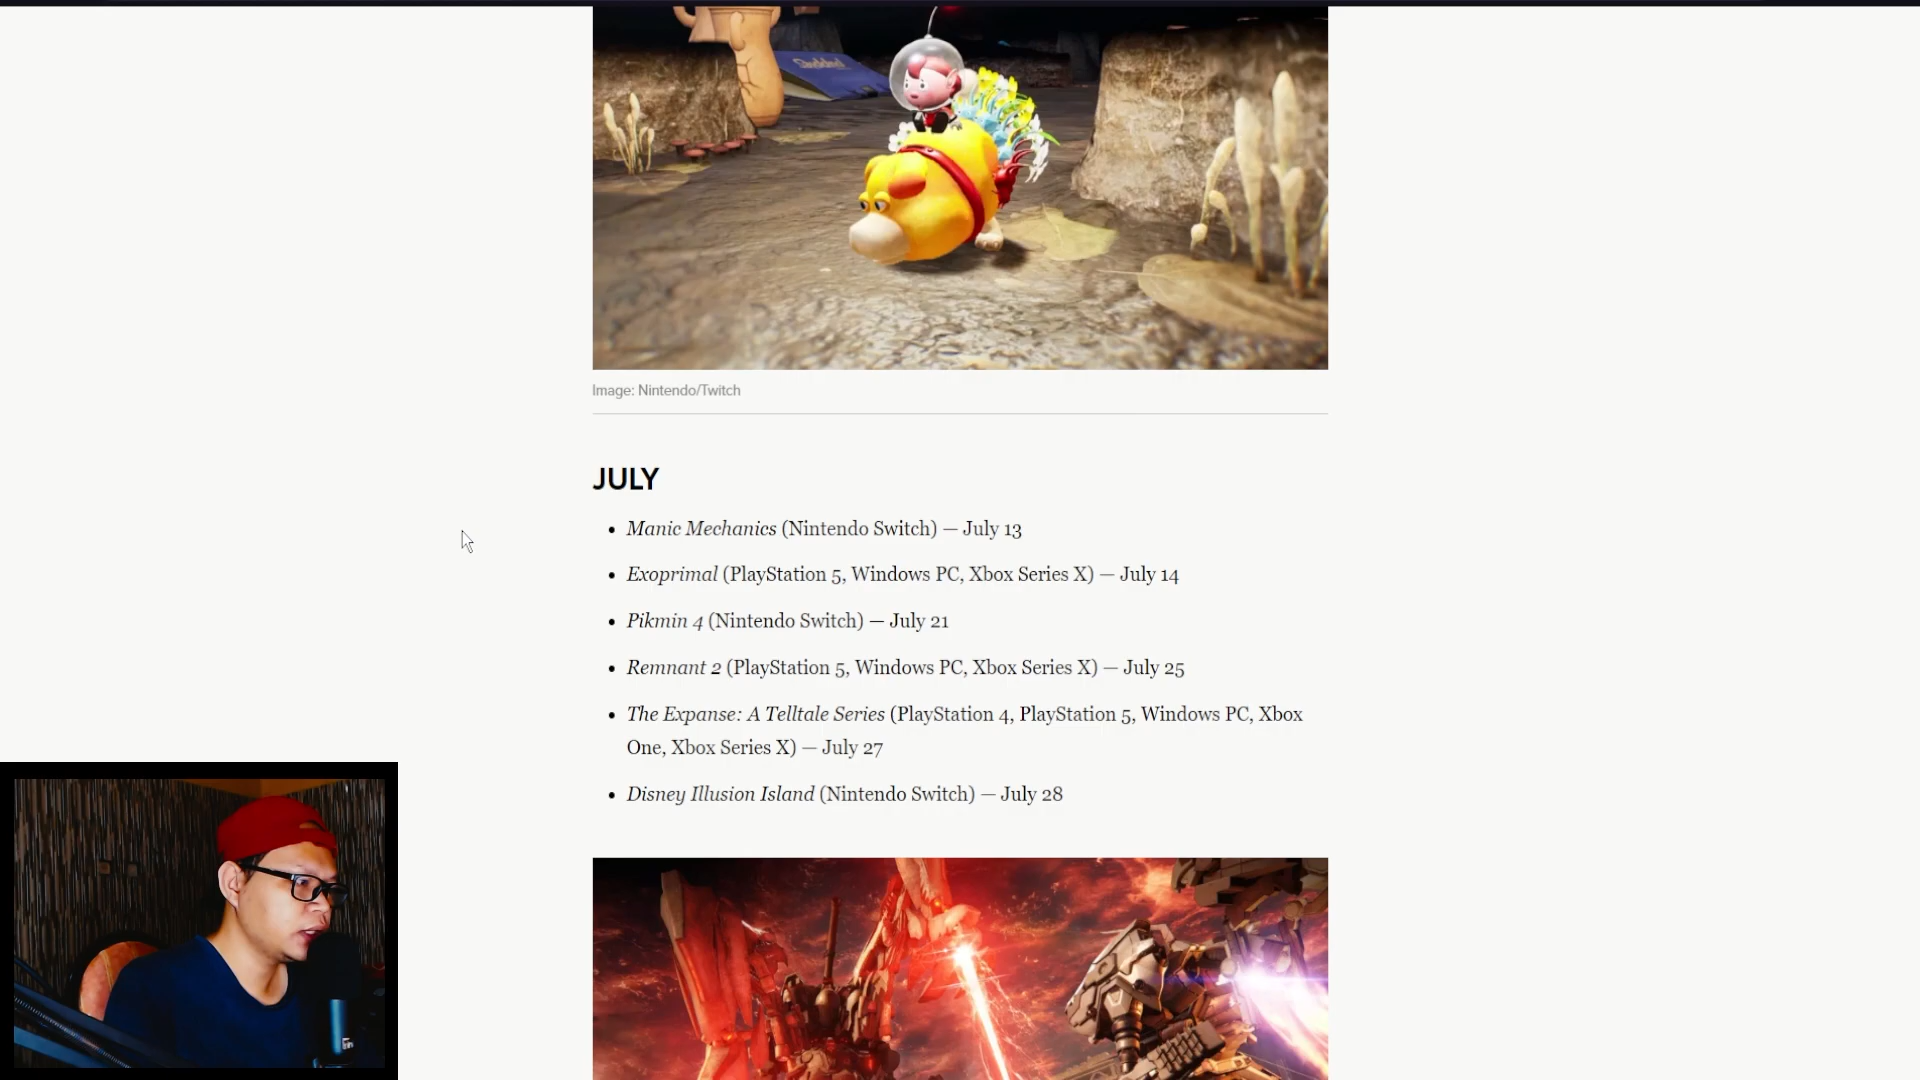 Image: Nintendo/Twitch
JULY
• Manic Mechanics (Nintendo Switch) — July 13
• Exoprimal (PlayStation 5, Windows PC, Xbox Series X) — July 14
• Pikmin 4 (Nintendo Switch) — July 21
• Remnant 2 (PlayStation 5, Windows PC, Xbox Series X) — July 25
• The Expanse: A Telltale Series (PlayStation 4, PlayStation 5, Windows PC, Xbox
One, Xbox Series X) — July 27
• Disney Illusion Island (Nintendo Switch) — July 28